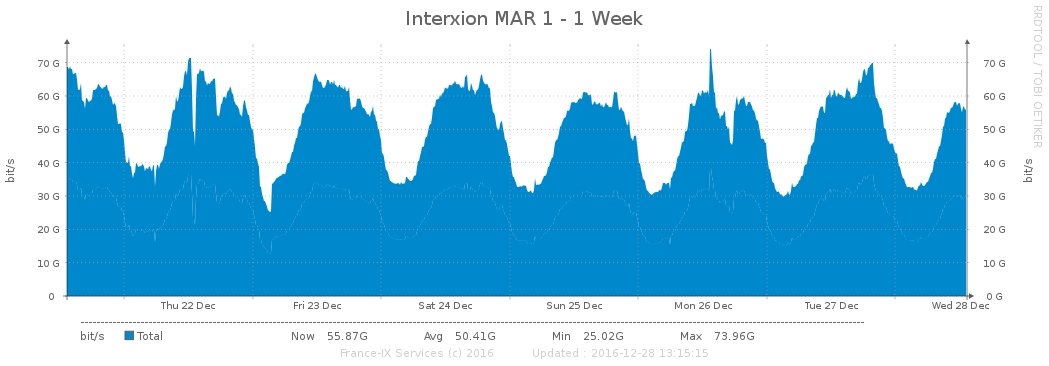 Interxion MAR 1 - 1 Week
RRDTOOL / TOBI OETIKER
bit/s
70 G 70 G
60 G 60 G
50 G 50 G
40 G 40 G
30 G 30 G
20 G 20 G
10 G 10 G
0 0 G
bit/s
Thu 22 Dec Fri 23 Dec Sat 24 Dec Sun 25 Dec Mon 26 Dec Tue 27 Dec Wed 28 Dec
bit/s Total Now 55.87G Avg 50.41G Min 25.02G Max 73.96G
France-IX Services (c) 2016 Updated : 2016-12-28 13:15:15